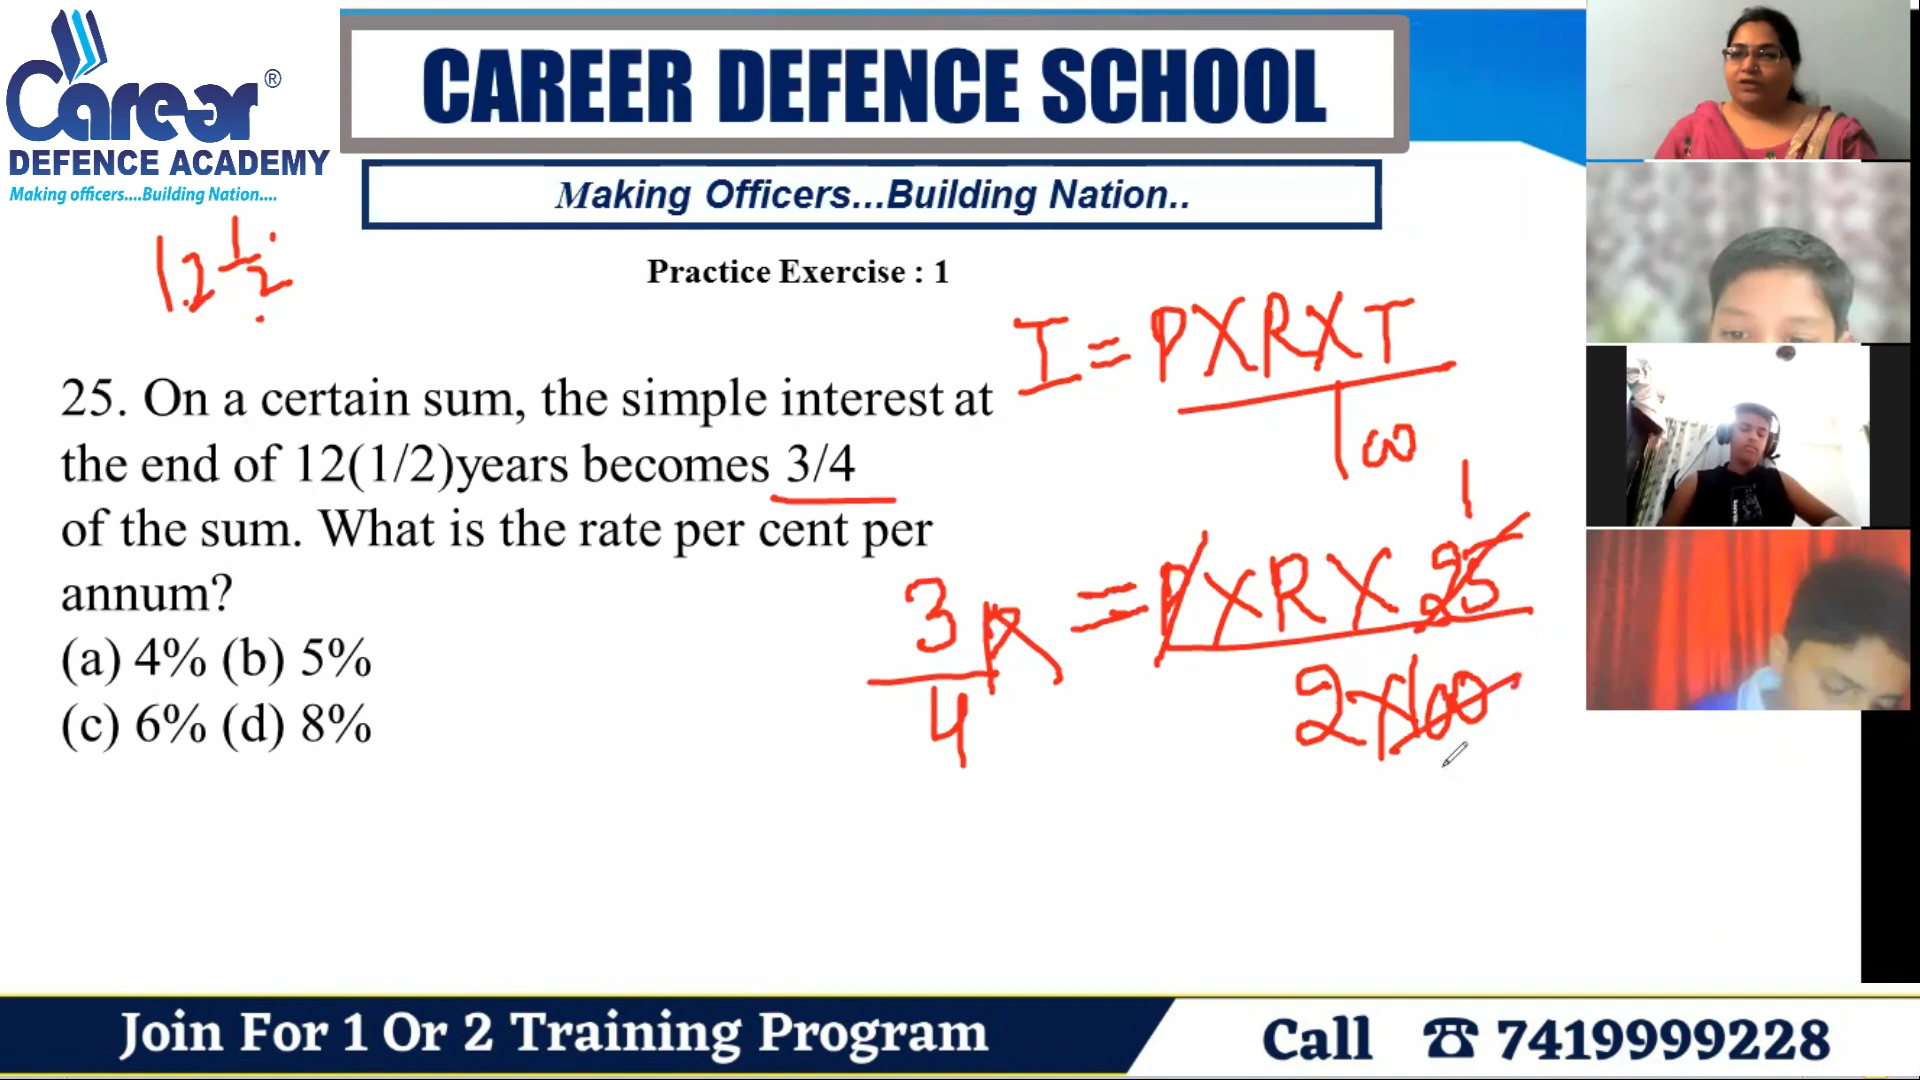 Career ®
DEFENCE ACADEMY
Making officers....Building Nation....
CAREER DEFENCE SCHOOL
Making Officers...Building Nation..
12 1/2
Practice Exercise : 1
I = P X R X T
100
25. On a certain sum, the simple interest at
the end of 12(1/2)years becomes 3/4
of the sum. What is the rate per cent per
annum?
(a) 4% (b) 5%
(c) 6% (d) 8%
1
3/4 P = P X R X 25
2 X 100
Join For 1 Or 2 Training Program
Call ☎ 7419999228